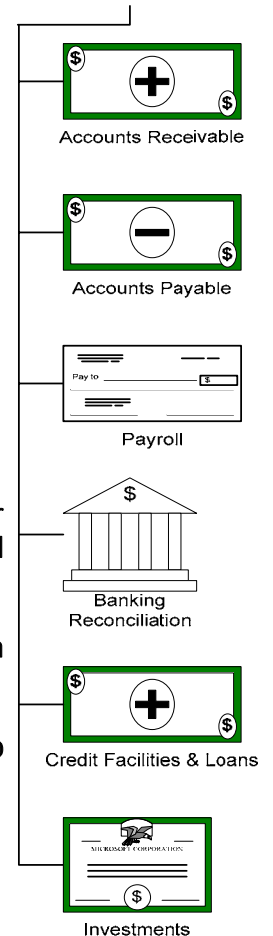 $
$
Accounts Receivable
$
$
Accounts Payable
Pay to
$
Payroll
$
Banking
Reconciliation
$
$
Credit Facilities & Loans
MICROSOFT CORPORATION
$
Investments